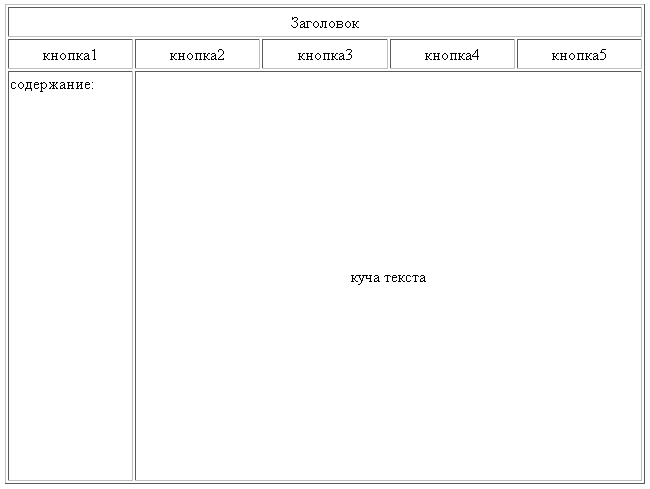 Заголовок
кнопка1 кнопка2 кнопка3 кнопка4 кнопка5
содержание:
куча текста